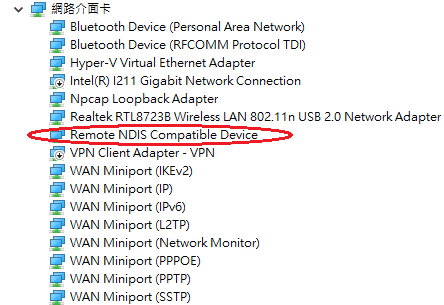 網路介面卡
Bluetooth Device (Personal Area Network)
Bluetooth Device (RFCOMM Protocol TDI)
Hyper-V Virtual Ethernet Adapter
Intel(R) I211 Gigabit Network Connection
Npcap Loopback Adapter
Realtek RTL8723B Wireless LAN 802.11n USB 2.0 Network Adapter
Remote NDIS Compatible Device
VPN Client Adapter - VPN
WAN Miniport (IKEv2)
WAN Miniport (IP)
WAN Miniport (IPv6)
WAN Miniport (L2TP)
WAN Miniport (Network Monitor)
WAN Miniport (PPPOE)
WAN Miniport (PPTP)
WAN Miniport (SSTP)